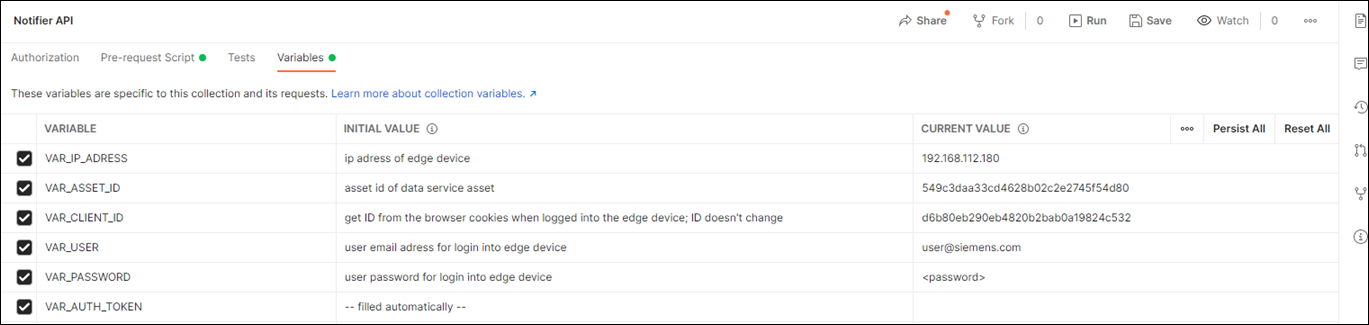 Notifier API Share Fork 0 Run Save Watch 0
Authorization Pre-request Script Tests Variables
These variables are specific to this collection and its requests. Learn more about collection variables. ↗
VARIABLE INITIAL VALUE CURRENT VALUE Persist All Reset All
VAR_IP_ADRESS ip adress of edge device 192.168.112.180
VAR_ASSET_ID asset id of data service asset 549c3daa33cd4628b02c2e2745f54d80
VAR_CLIENT_ID get ID from the browser cookies when logged into the edge device; ID doesn't change d6b80eb290eb4820b2bab0a19824c532
VAR_USER user email adress for login into edge device user@siemens.com
VAR_PASSWORD user password for login into edge device <password>
VAR_AUTH_TOKEN -- filled automatically --